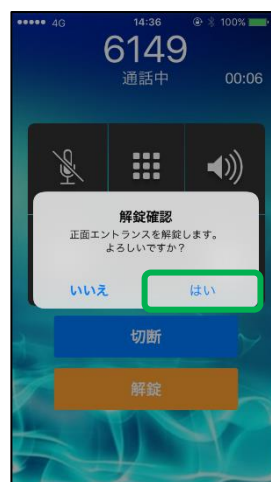 4G 14:36 100%
6149
通話中 00:06
解錠確認
正面エントランスを解錠します。
よろしいですか？
いいえ はい
切断
解錠